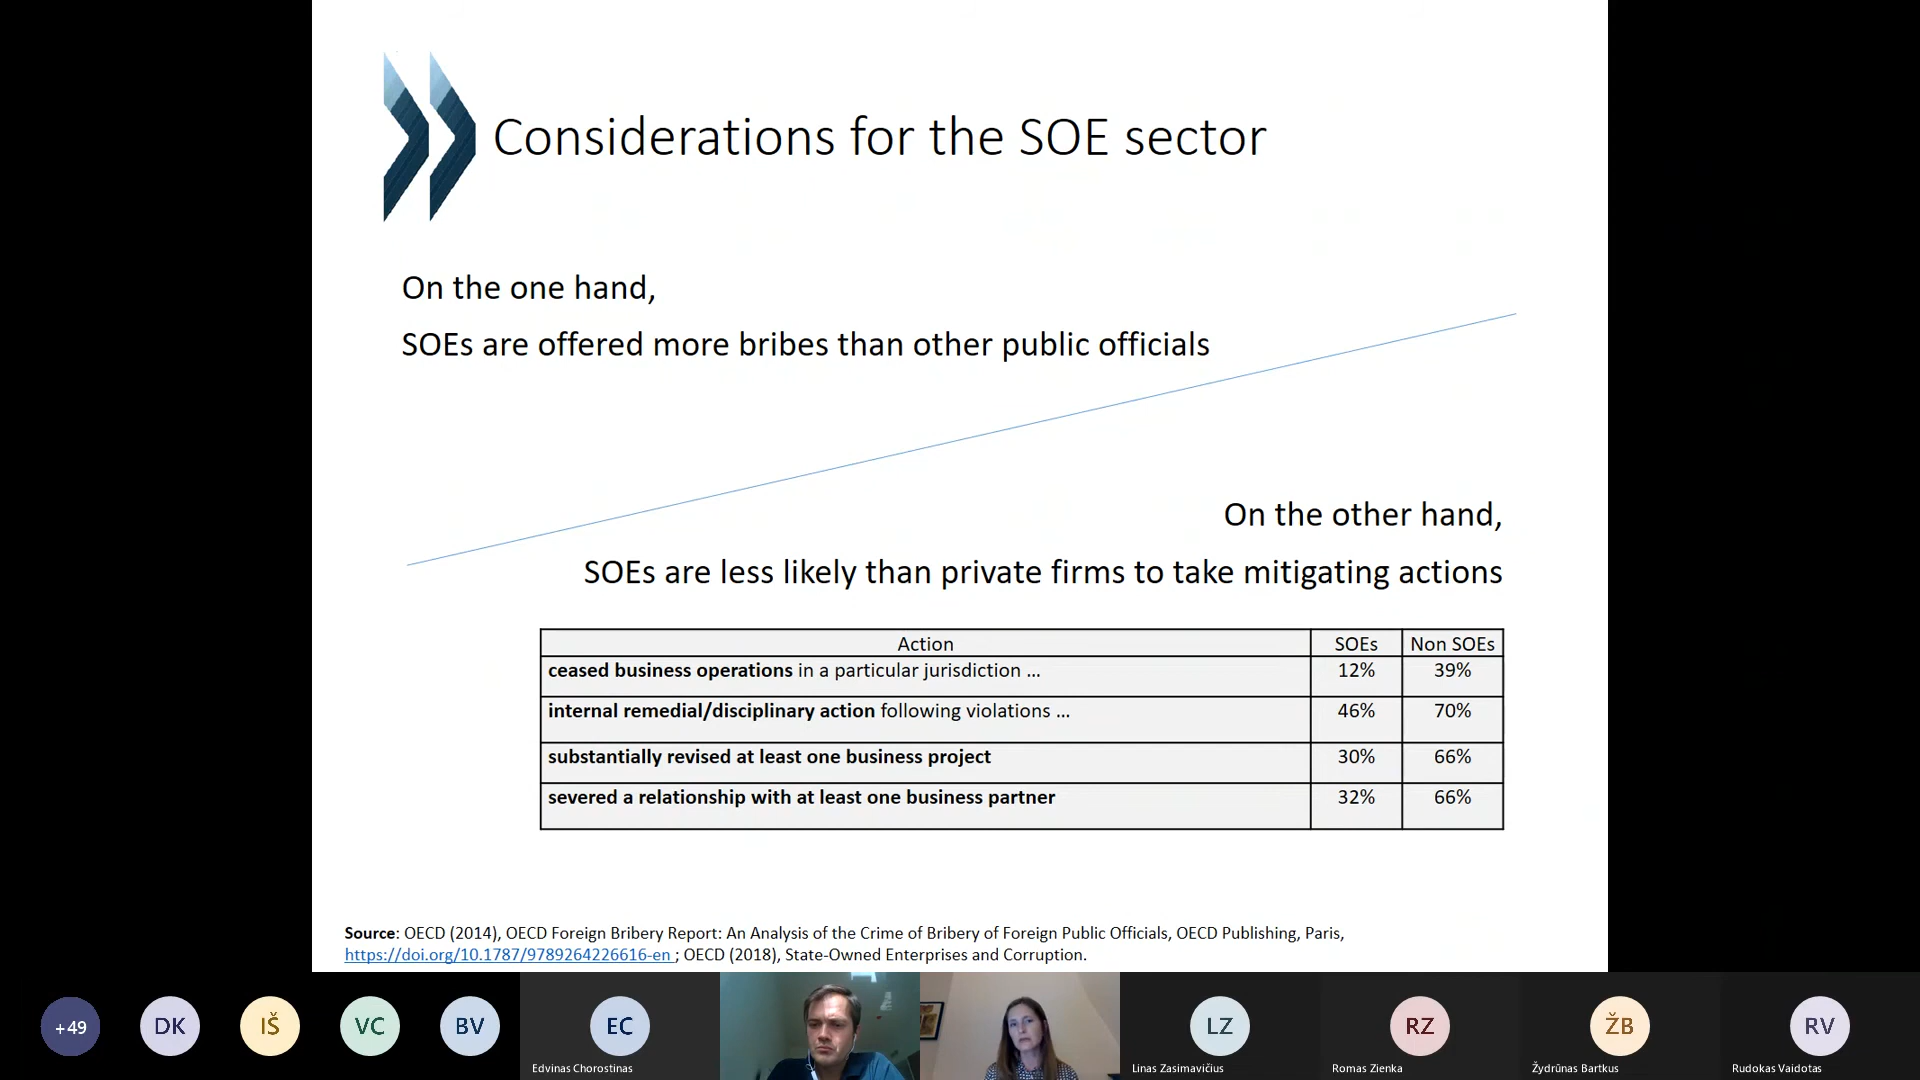 Considerations for the SOE sector
On the one hand,
SOEs are offered more bribes than other public officials
On the other hand,
SOEs are less likely than private firms to take mitigating actions
Action SOEs Non SOEs
ceased business operations in a particular jurisdiction ... 12% 39%
internal remedial/disciplinary action following violations ... 46% 70%
substantially revised at least one business project 30% 66%
severed a relationship with at least one business partner 32% 66%
Source: OECD (2014), OECD Foreign Bribery Report: An Analysis of the Crime of Bribery of Foreign Public Officials, OECD Publishing, Paris,
https://doi.org/10.1787/9789264226616-en ; OECD (2018), State-Owned Enterprises and Corruption.
+49 DK IŠ VC BV EC LZ RZ ŽB RV
Edvinas Chorostinas Linas Zasimavičius Romas Zienka Žydrūnas Bartkus Rudokas Vaidotas